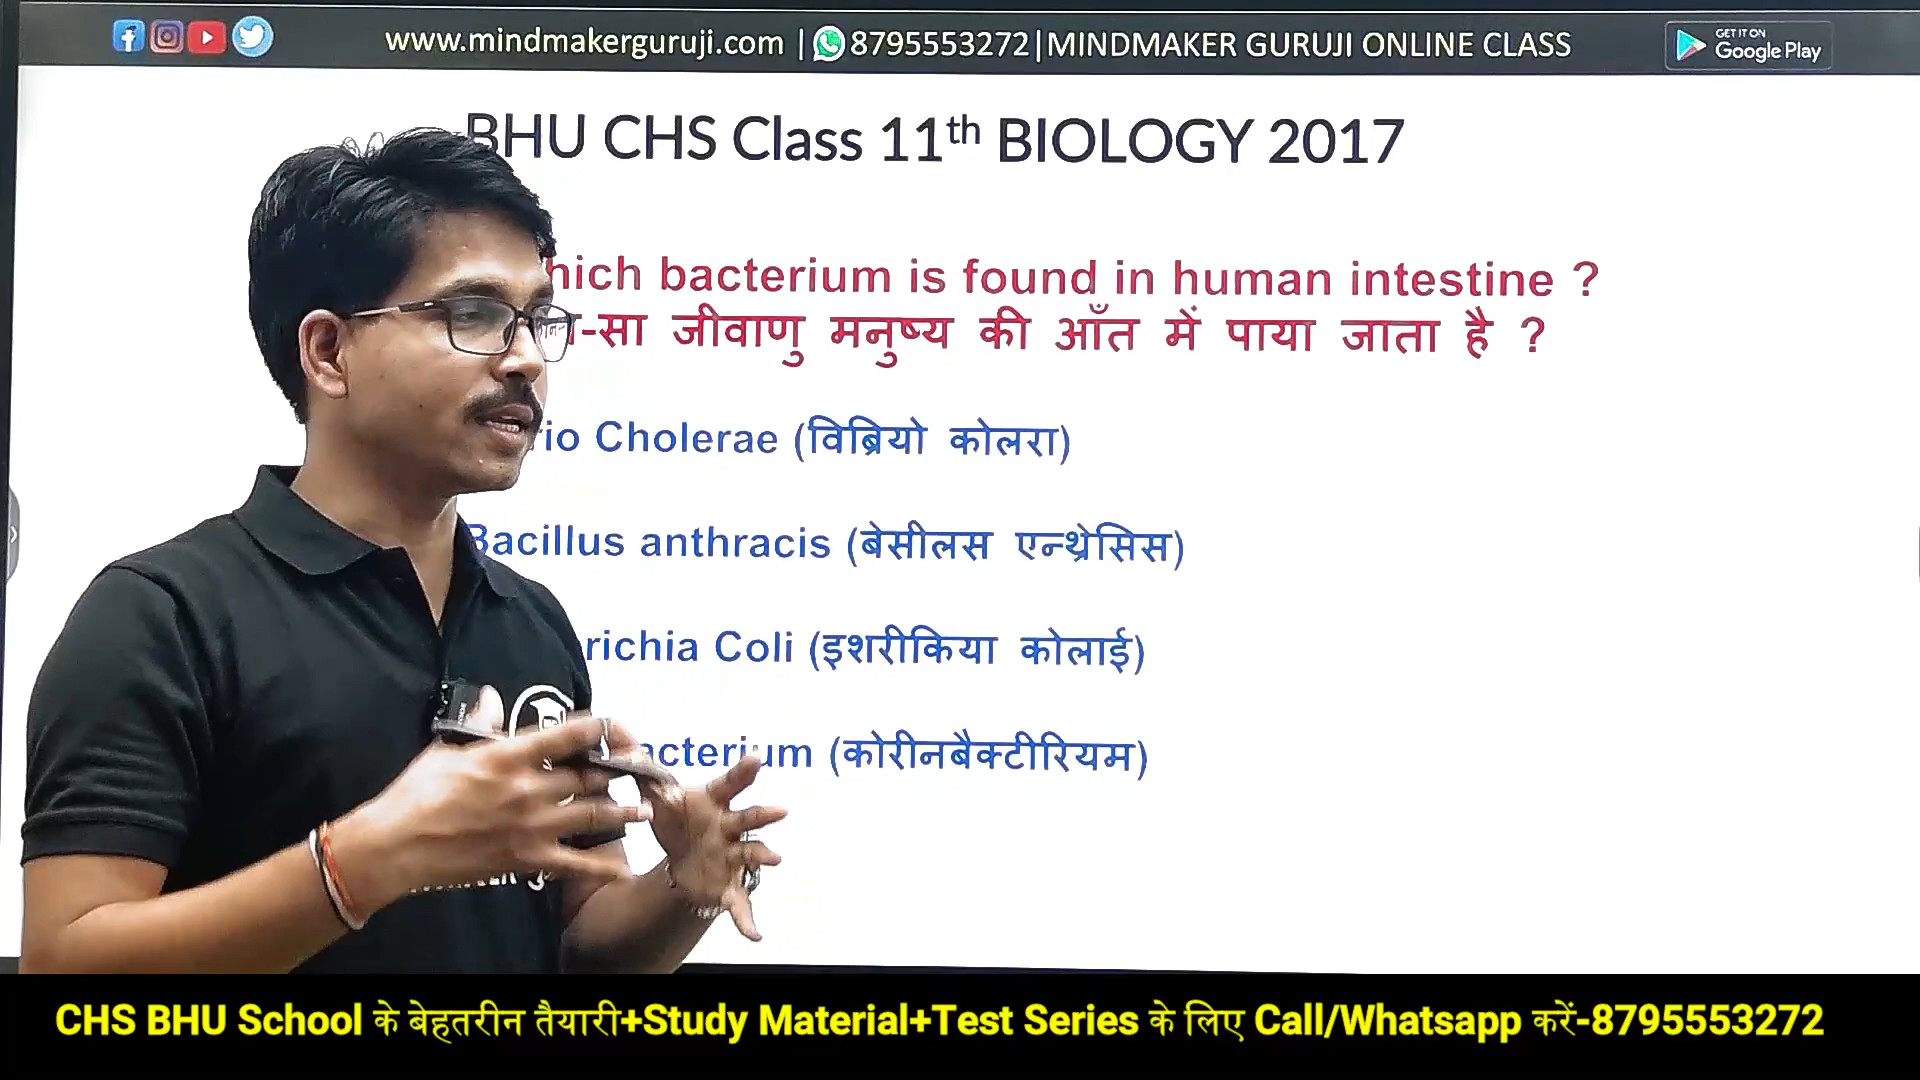 www.mindmakerguruji.com | 8795553272|MINDMAKER GURUJI ONLINE CLASS
GET IT ON
Google Play
BHU CHS Class 11th BIOLOGY 2017
hich bacterium is found in human intestine ?
-सा जीवाणु मनुष्य की आँत में पाया जाता है ?
rio Cholerae (विब्रियो कोलरा)
Bacillus anthracis (बेसीलस एन्थ्रेसिस)
richia Coli (इशरीकिया कोलाई)
acterium (कोरीनबैक्टीरियम)
CHS BHU School के बेहतरीन तैयारी+Study Material+Test Series के लिए Call/Whatsapp करें-8795553272